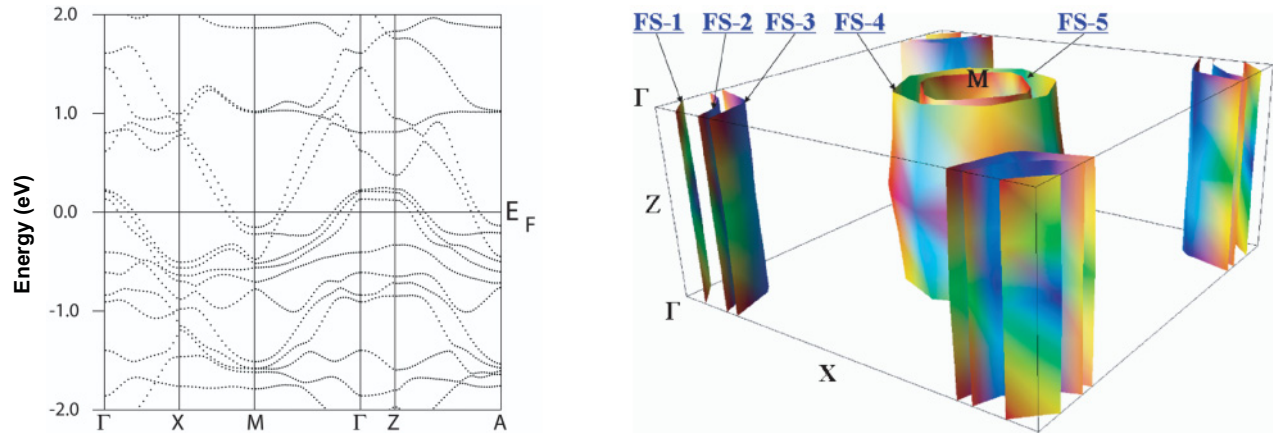 2.0
1.0
0.0
-1.0
-2.0
Energy (eV)
Γ X M Γ Z A
E F
FS-1 FS-2 FS-3 FS-4 FS-5
M
Γ
Z
Γ
X